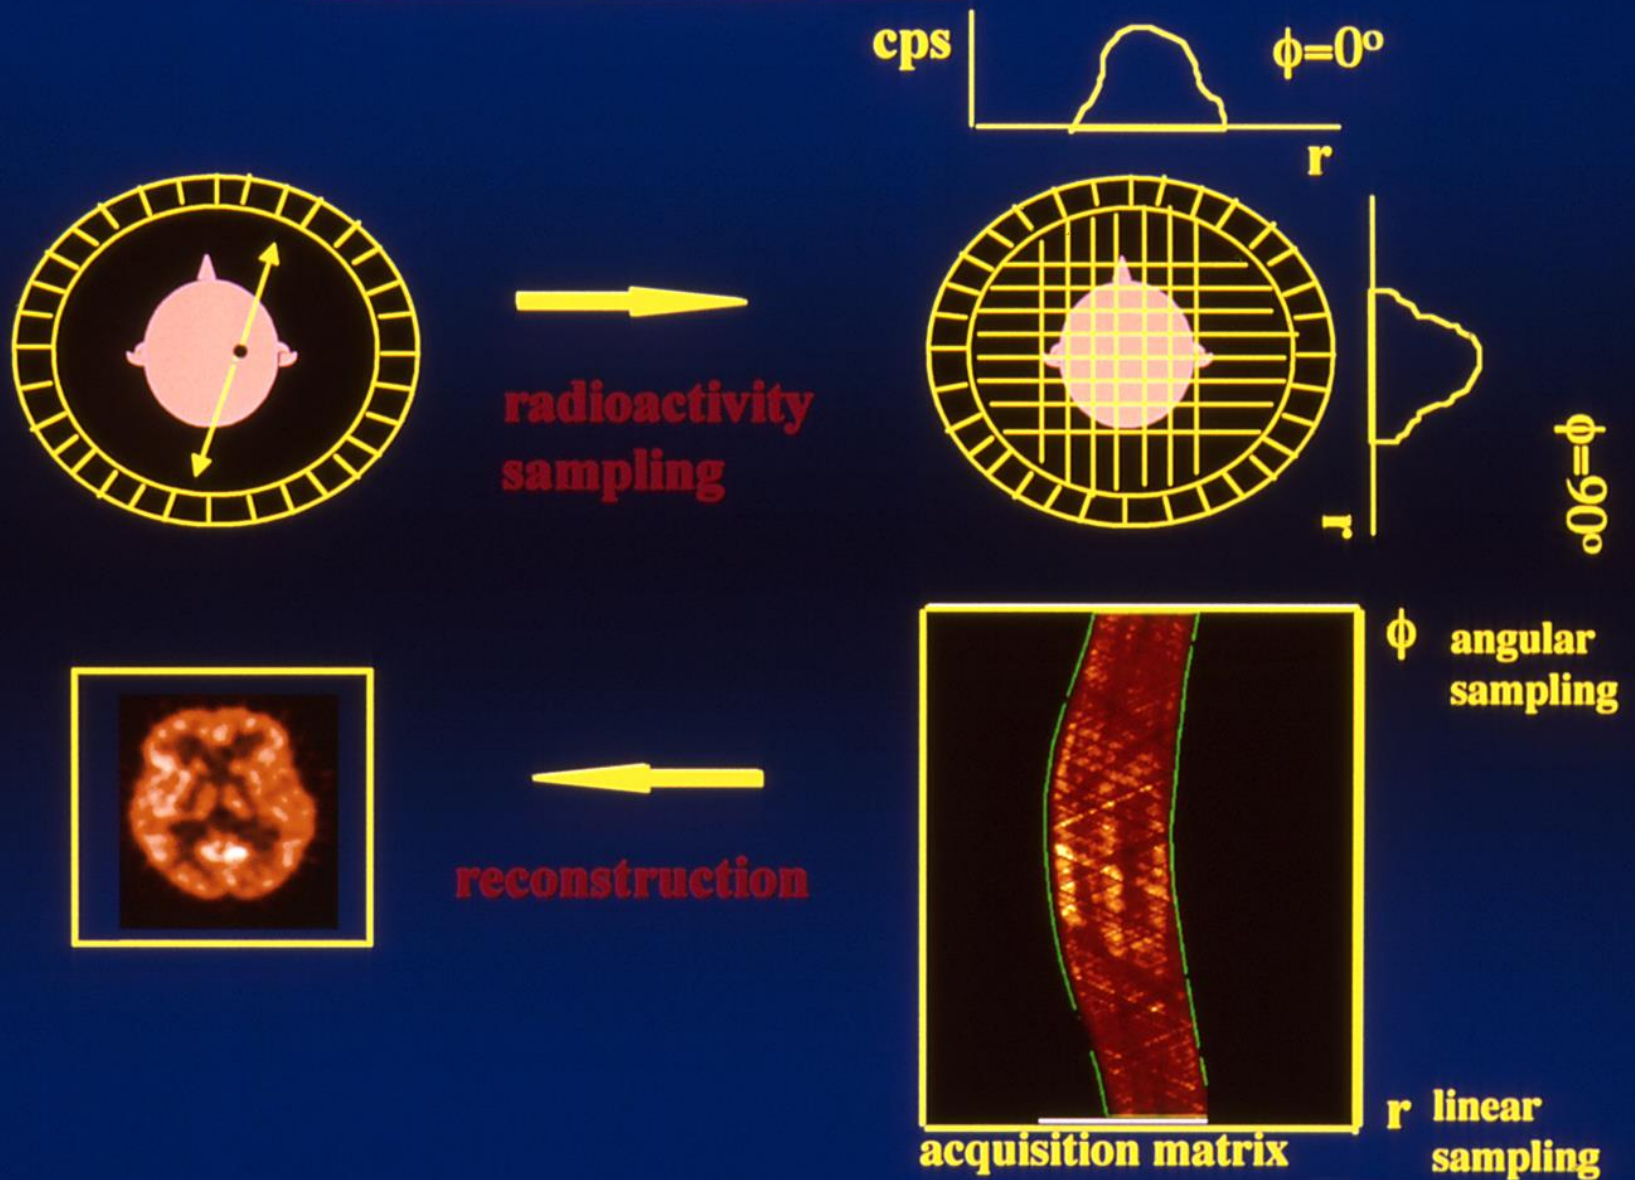 cps
ϕ=0°
r
radioactivity
sampling
r
ϕ=90°
ϕ angular
sampling
reconstruction
r linear
sampling
acquisition matrix